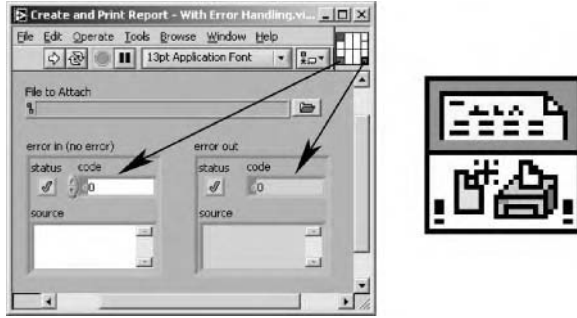 Create and Print Report - With Error Handling.vi...
File Edit Operate Tools Browse Window Help
13pt Application Font
File to Attach
error in (no error)
error out
status code
status code
0
0
source
source